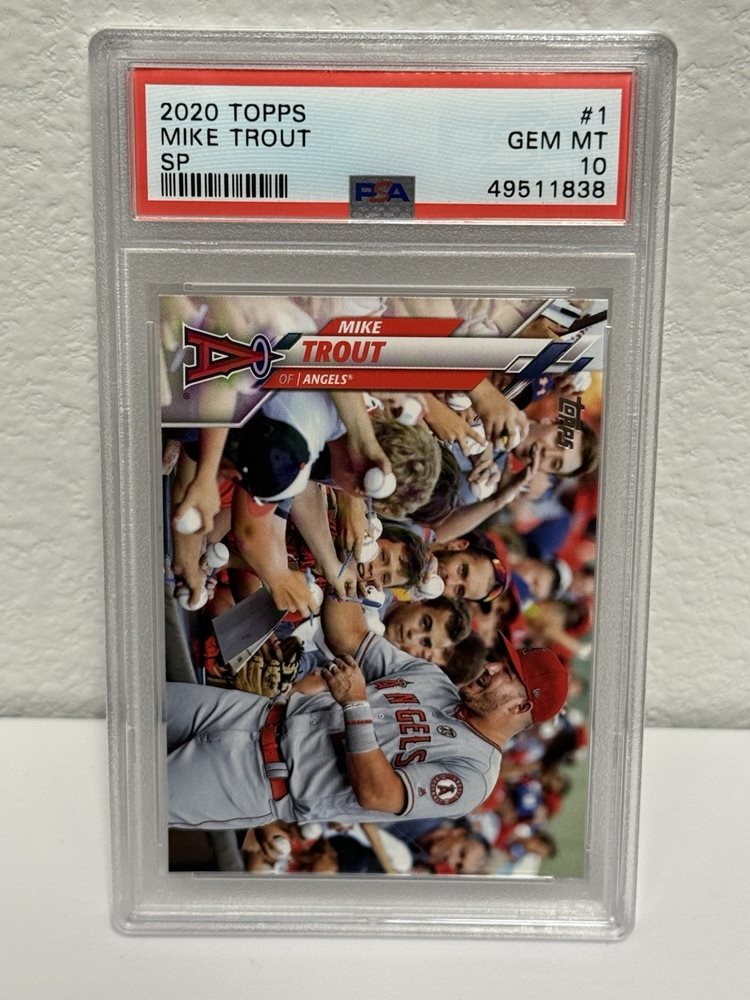 2020 TOPPS #1
MIKE TROUT GEM MT
SP 10
PSA 49511838
MIKE
TROUT
OF | ANGELS®
Topps
ANGELS